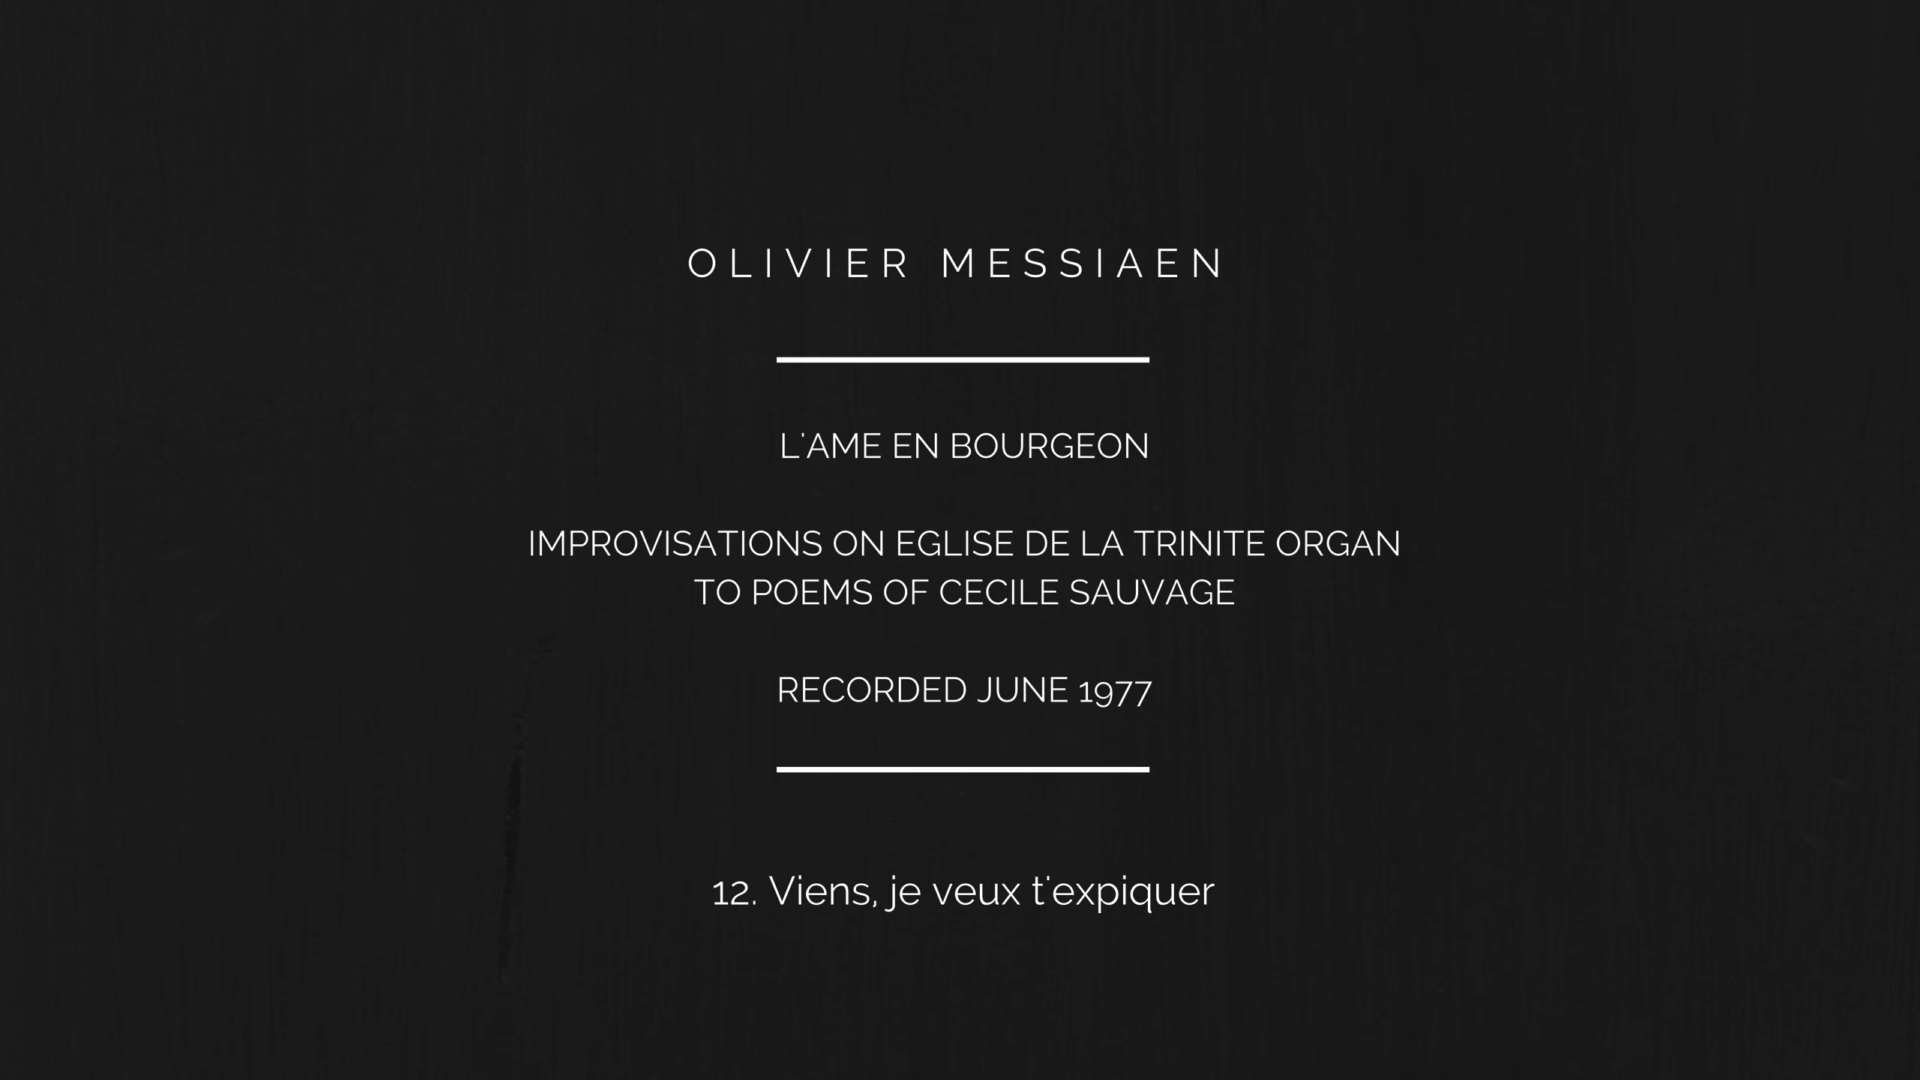 OLIVIER MESSIAEN
L'AME EN BOURGEON
IMPROVISATIONS ON EGLISE DE LA TRINITE ORGAN
TO POEMS OF CECILE SAUVAGE
RECORDED JUNE 1977
12. Viens, je veux t'expiquer